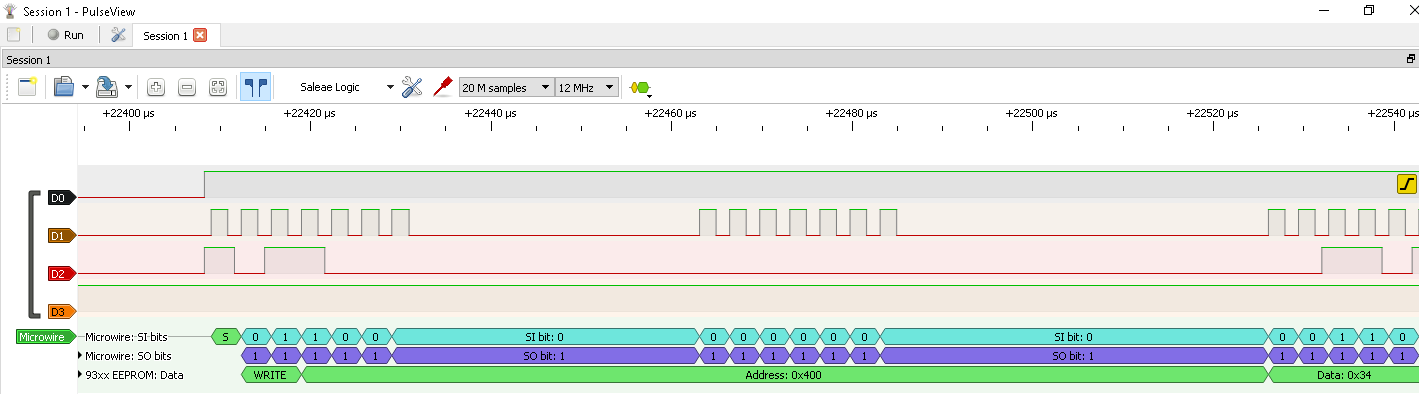 Session 1 - PulseView
Run Session 1
Session 1
Saleae Logic 20 M samples 12 MHz
+22400 µs +22420 µs +22440 µs +22460 µs +22480 µs +22500 µs +22520 µs +22540 µs
D0
D1
D2
D3
Microwire Microwire: SI bits S 0 1 1 0 0 SI bit: 0 0 0 0 0 0 0 SI bit: 0 0 0 1 1 0
Microwire: SO bits 1 1 1 1 1 SO bit: 1 1 1 1 1 1 1 SO bit: 1 1 1 1 1 1
93xx EEPROM: Data WRITE Address: 0x400 Data: 0x34